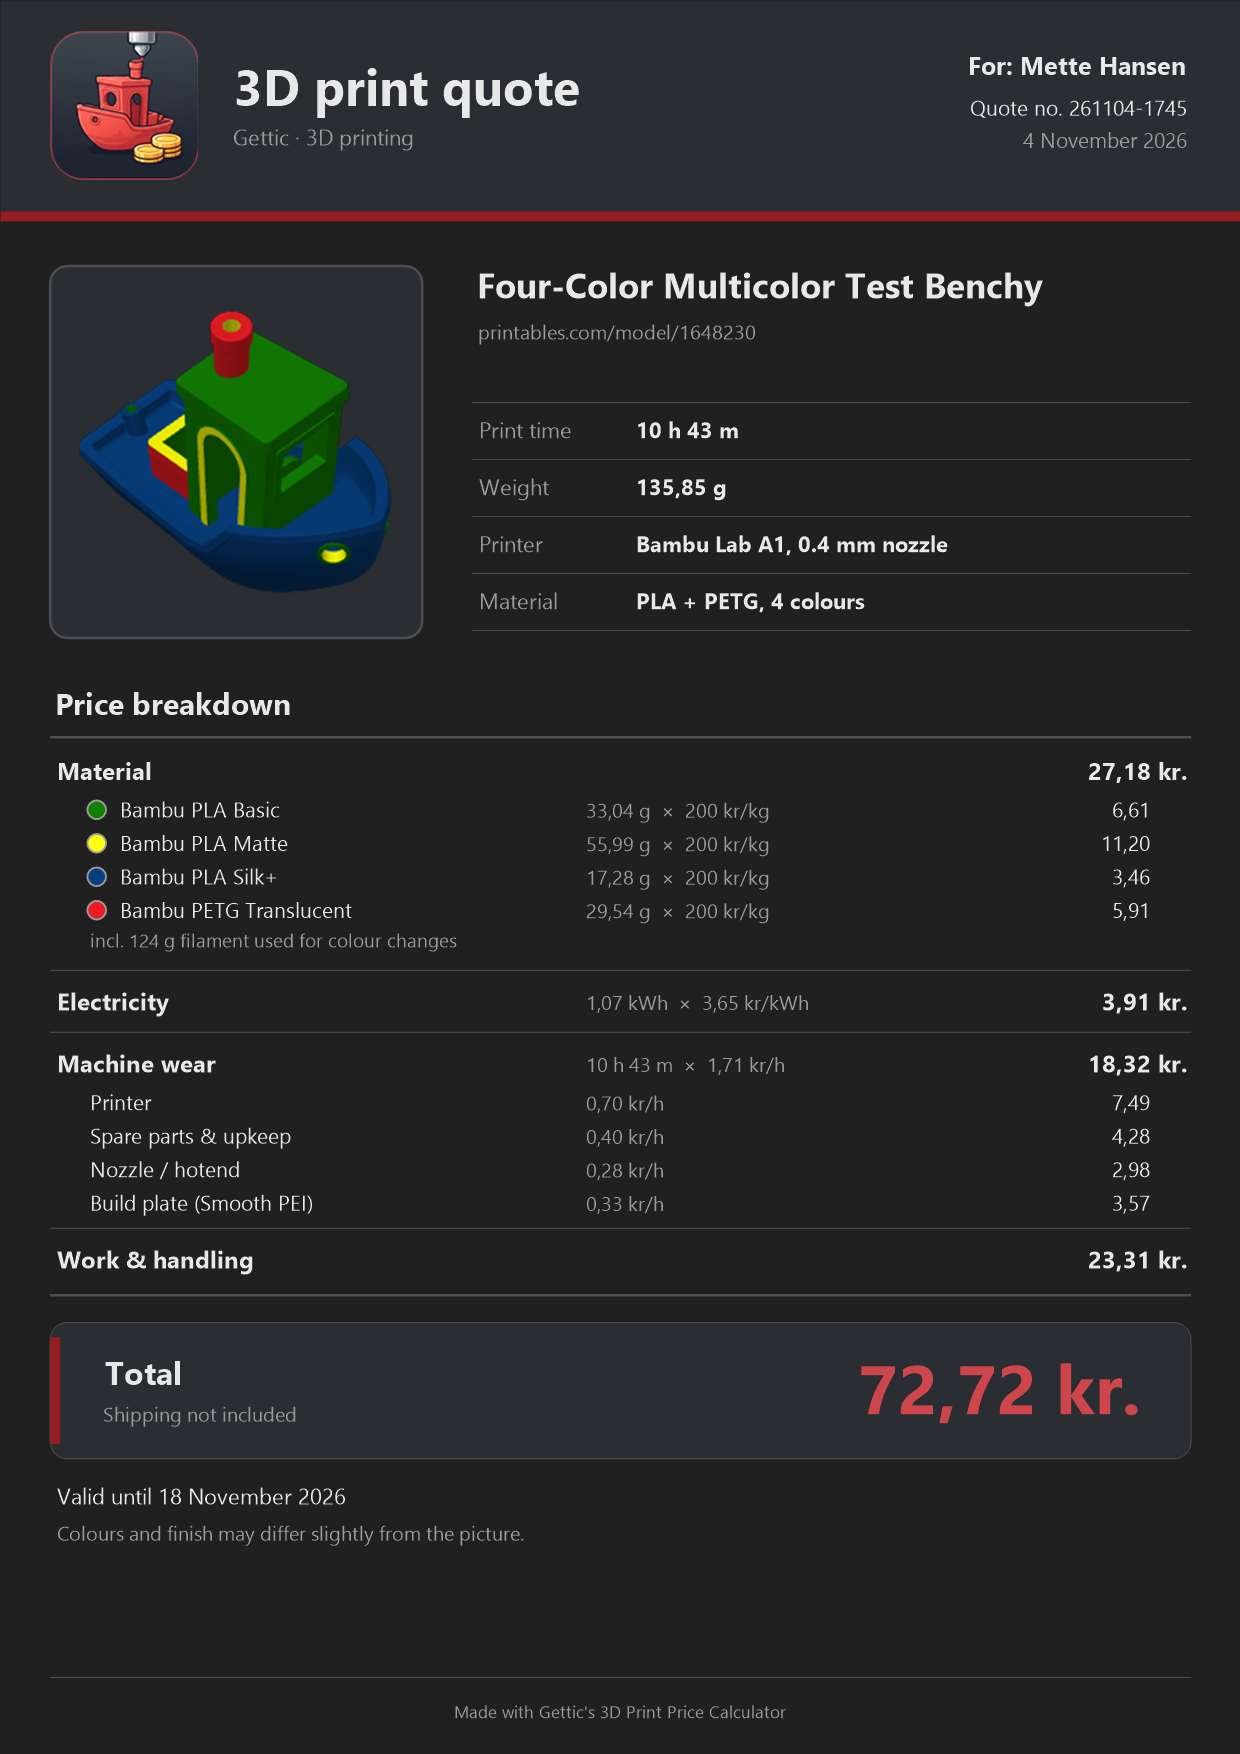 3D print quote
Gettic · 3D printing
For: Mette Hansen
Quote no. 261104-1745
4 November 2026
Four-Color Multicolor Test Benchy
printables.com/model/1648230
Print time 10 h 43 m
Weight 135,85 g
Printer Bambu Lab A1, 0.4 mm nozzle
Material PLA + PETG, 4 colours
Price breakdown
Material 27,18 kr.
Bambu PLA Basic 33,04 g × 200 kr/kg 6,61
Bambu PLA Matte 55,99 g × 200 kr/kg 11,20
Bambu PLA Silk+ 17,28 g × 200 kr/kg 3,46
Bambu PETG Translucent 29,54 g × 200 kr/kg 5,91
incl. 124 g filament used for colour changes
Electricity 1,07 kWh × 3,65 kr/kWh 3,91 kr.
Machine wear 10 h 43 m × 1,71 kr/h 18,32 kr.
Printer 0,70 kr/h 7,49
Spare parts & upkeep 0,40 kr/h 4,28
Nozzle / hotend 0,28 kr/h 2,98
Build plate (Smooth PEI) 0,33 kr/h 3,57
Work & handling 23,31 kr.
Total 72,72 kr.
Shipping not included
Valid until 18 November 2026
Colours and finish may differ slightly from the picture.
Made with Gettic's 3D Print Price Calculator